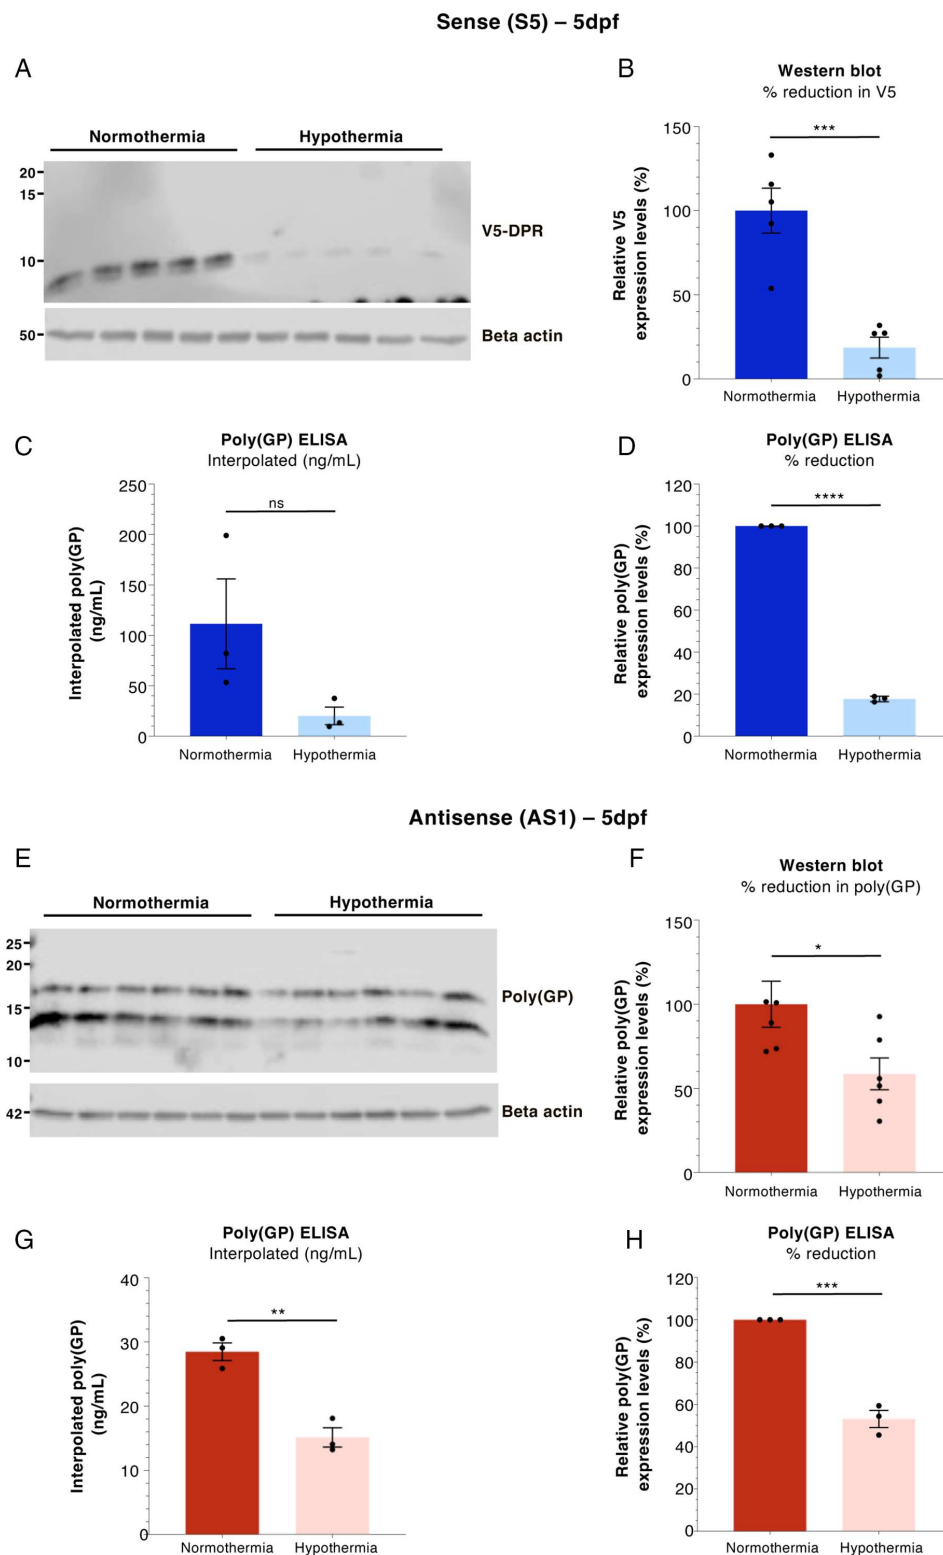 Sense (S5) – 5dpf
A
Normothermia Hypothermia
20
15
10
V5-DPR
50
Beta actin
B
Western blot
% reduction in V5
Relative V5
expression levels (%)
150
100
50
0
***
Normothermia Hypothermia
C
Poly(GP) ELISA
Interpolated (ng/mL)
Interpolated poly(GP)
(ng/mL)
250
200
150
100
50
0
ns
Normothermia Hypothermia
D
Poly(GP) ELISA
% reduction
Relative poly(GP)
expression levels (%)
120
100
80
60
40
20
0
****
Normothermia Hypothermia
Antisense (AS1) – 5dpf
E
Normothermia Hypothermia
25
20
15
10
Poly(GP)
42
Beta actin
F
Western blot
% reduction in poly(GP)
Relative poly(GP)
expression levels (%)
150
100
50
0
*
Normothermia Hypothermia
G
Poly(GP) ELISA
Interpolated (ng/mL)
Interpolated poly(GP)
(ng/mL)
40
30
20
10
0
**
Normothermia Hypothermia
H
Poly(GP) ELISA
% reduction
Relative poly(GP)
expression levels (%)
120
100
80
60
40
20
0
***
Normothermia Hypothermia